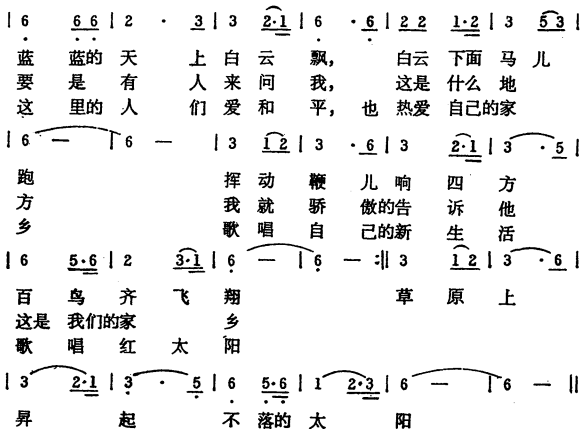 | 6 6 6 | 2 · 3 | 3 2·1 | 6 · 6 | 2 2 1·2 | 3 5 3 |
蓝 蓝的 天 上 白 云 飘， 白云 下面 马 儿
要 是 有 人 来 问 我， 这是 什么 地
这 里的 人 们 爱 和 平， 也 热爱 自己的 家
| 6 — | 6 — | 3 1 2 | 3 · 6 | 3 2·1 | 3 · 5 |
跑 挥 动 鞭 儿 响 四 方
方 我 就 骄 傲的 告 诉 他
乡 歌 唱 自 己的 新 生 活
| 6 5·6 | 2 3·1 | 6 — | 6 — :‖ 3 1 2 | 3 · 6 |
百 鸟 齐 飞 翔 草 原 上
这是 我们的 家 乡
歌 唱 红 太 阳
| 3 2·1 | 3 · 5 | 6 5·6 | 1 2·3 | 6 — | 6 — ‖
昇 起 不 落的 太 阳